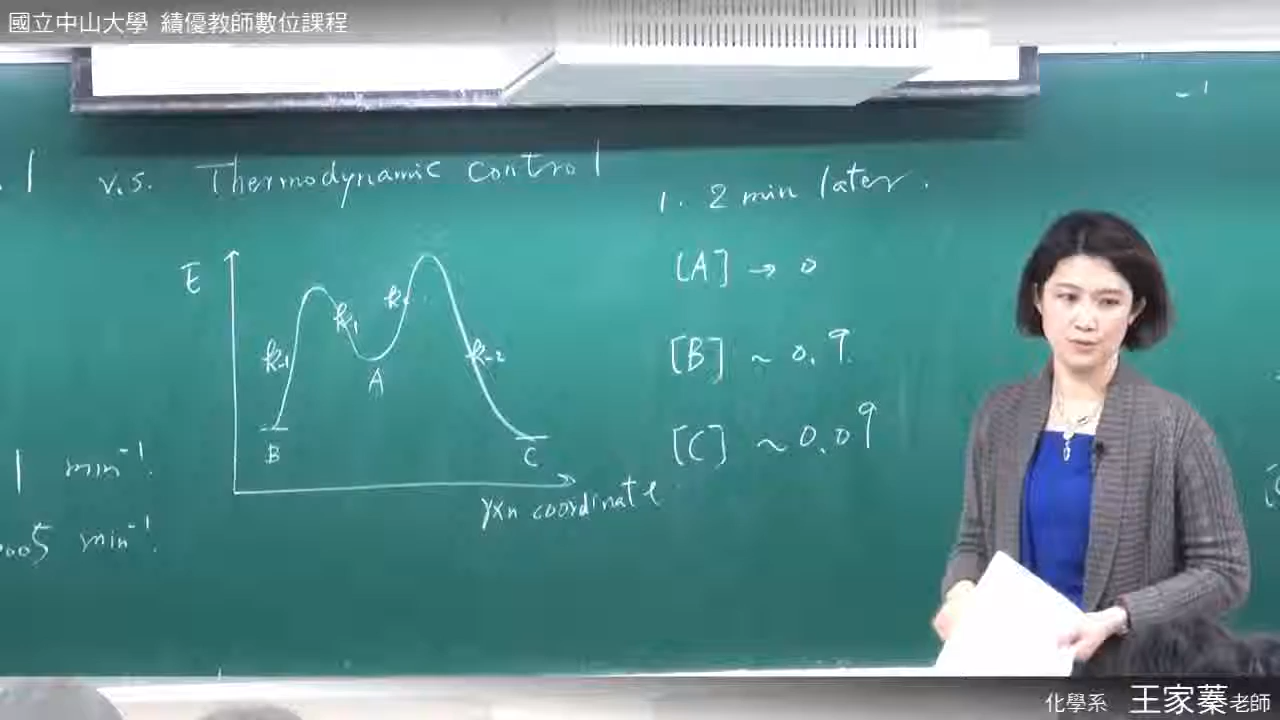 國立中山大學 績優教師數位課程
v.s. Thermodynamic control
1. 2 min later.
E
[A] → 0
k1
k2
k-1
k-2
[B] ~ 0.9
A
[C] ~ 0.09
B
C
1 min⁻¹.
rxn coordinate
005 min⁻¹.
化學系 王家蓁老師